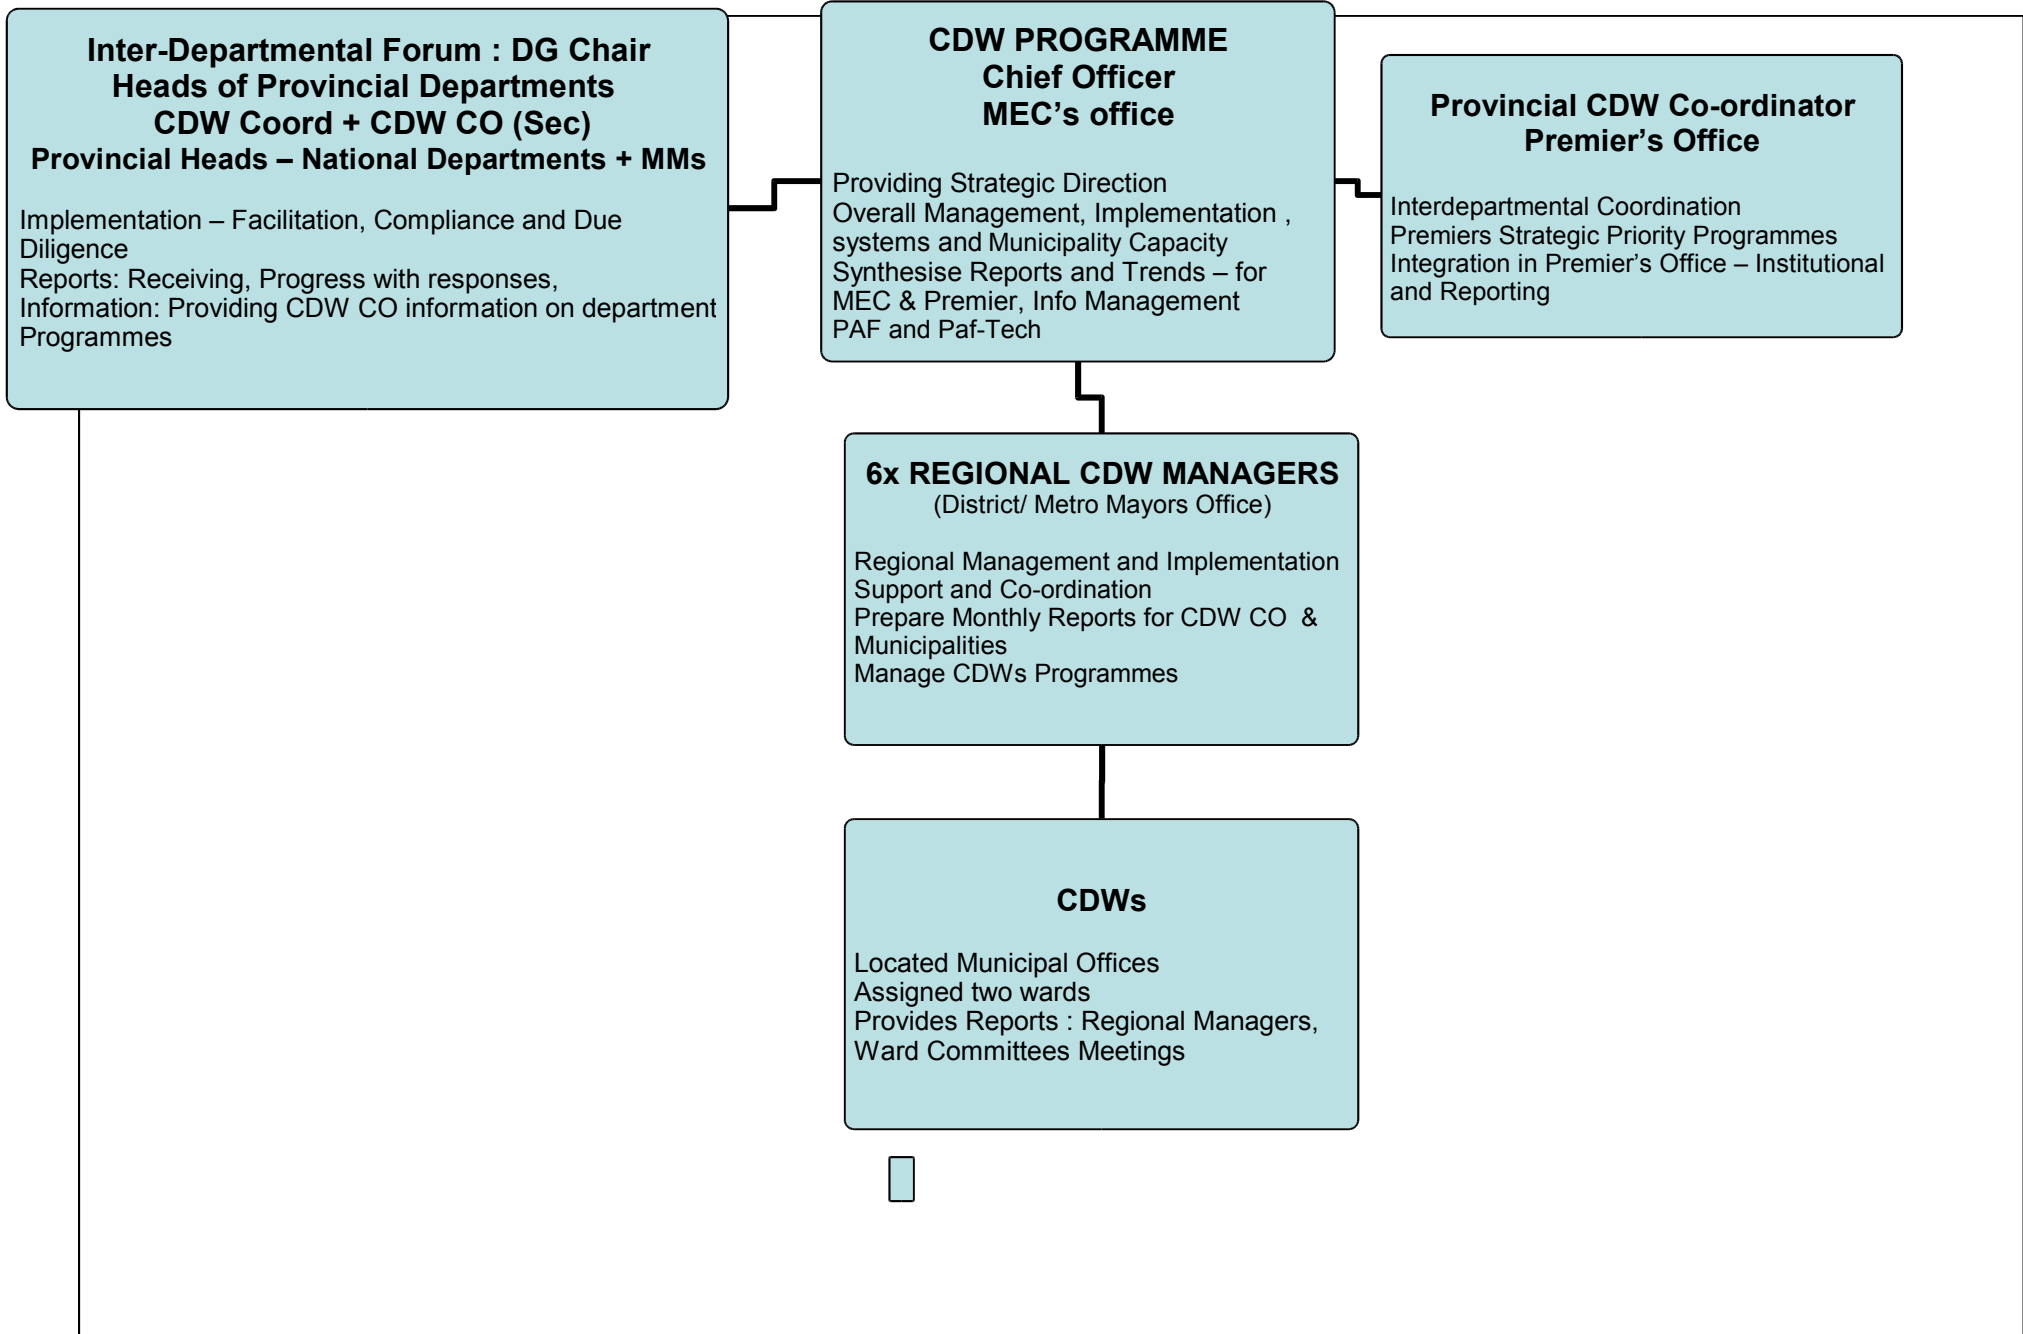 Inter-Departmental Forum : DG Chair
Heads of Provincial Departments
CDW Coord + CDW CO (Sec)
Provincial Heads – National Departments + MMs
Implementation – Facilitation, Compliance and Due
Diligence
Reports: Receiving, Progress with responses,
Information: Providing CDW CO information on department
Programmes
CDW PROGRAMME
Chief Officer
MEC’s office
Providing Strategic Direction
Overall Management, Implementation ,
systems and Municipality Capacity
Synthesise Reports and Trends – for
MEC & Premier, Info Management
PAF and Paf-Tech
Provincial CDW Co-ordinator
Premier’s Office
Interdepartmental Coordination
Premiers Strategic Priority Programmes
Integration in Premier’s Office – Institutional
and Reporting
6x REGIONAL CDW MANAGERS
(District/ Metro Mayors Office)
Regional Management and Implementation
Support and Co-ordination
Prepare Monthly Reports for CDW CO &
Municipalities
Manage CDWs Programmes
CDWs
Located Municipal Offices
Assigned two wards
Provides Reports : Regional Managers,
Ward Committees Meetings